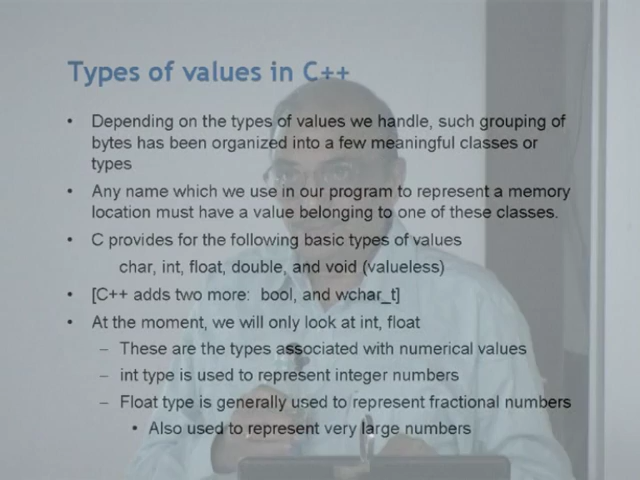 Types of values in C++
• Depending on the types of values we handle, such grouping of
bytes has been organized into a few meaningful classes or
types
• Any name which we use in our program to represent a memory
location must have a value belonging to one of these classes.
• C provides for the following basic types of values
char, int, float, double, and void (valueless)
• [C++ adds two more: bool, and wchar_t]
• At the moment, we will only look at int, float
– These are the types associated with numerical values
– int type is used to represent integer numbers
– Float type is generally used to represent fractional numbers
• Also used to represent very large numbers